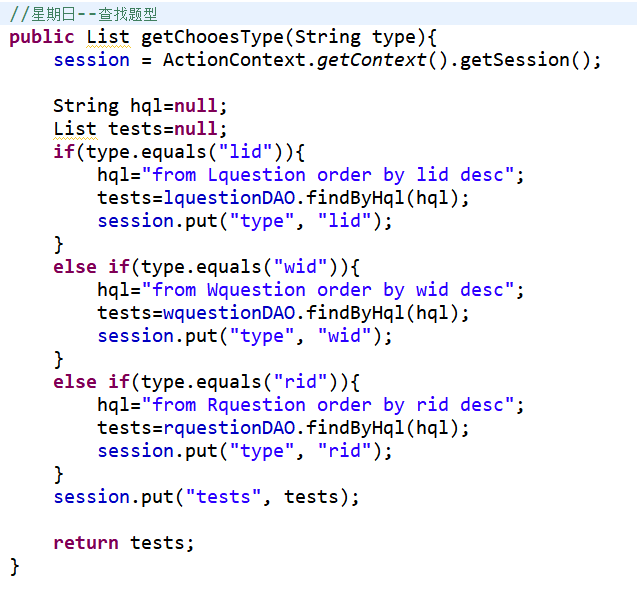 //星期日--查找题型
public List getChooesType(String type){
    session = ActionContext.getContext().getSession();

    String hql=null;
    List tests=null;
    if(type.equals("lid")){
        hql="from Lquestion order by lid desc";
        tests=lquestionDAO.findByHql(hql);
        session.put("type", "lid");
    }
    else if(type.equals("wid")){
        hql="from Wquestion order by wid desc";
        tests=wquestionDAO.findByHql(hql);
        session.put("type", "wid");
    }
    else if(type.equals("rid")){
        hql="from Rquestion order by rid desc";
        tests=rquestionDAO.findByHql(hql);
        session.put("type", "rid");
    }
    session.put("tests", tests);

    return tests;
}